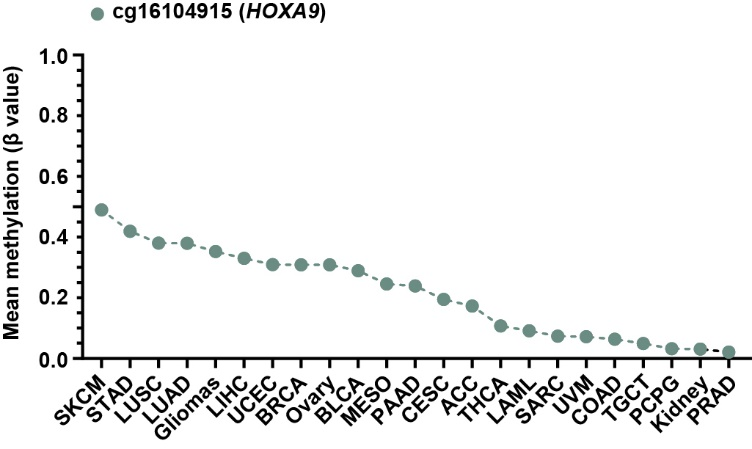 cg16104915 (HOXA9)
Mean methylation (β value)
1.0
0.8
0.6
0.4
0.2
0.0
SKCM
STAD
LUSC
LUAD
Gliomas
LIHC
UCEC
BRCA
Ovary
BLCA
MESO
PAAD
CESC
ACC
THCA
LAML
SARC
UVM
COAD
TGCT
PCPG
Kidney
PRAD